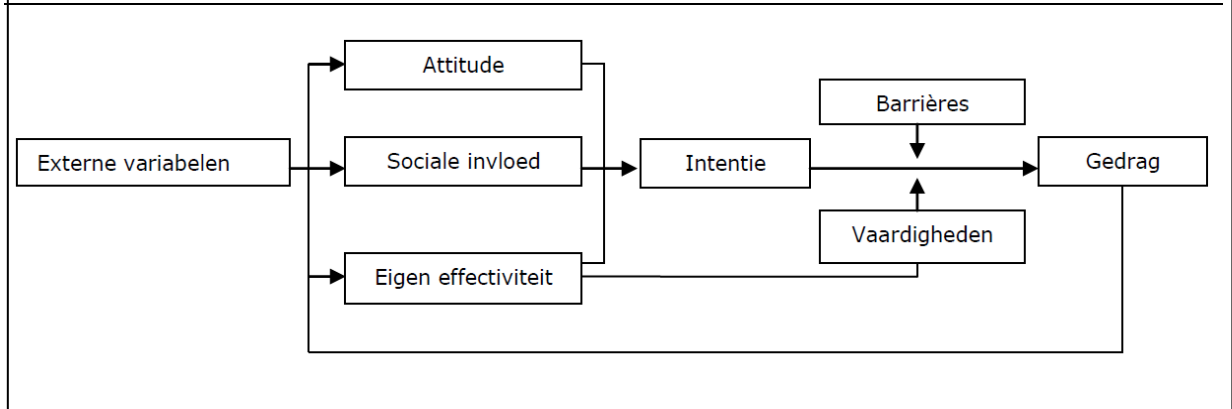 Attitude
Barrières
Externe variabelen
Sociale invloed
Intentie
Gedrag
Vaardigheden
Eigen effectiviteit